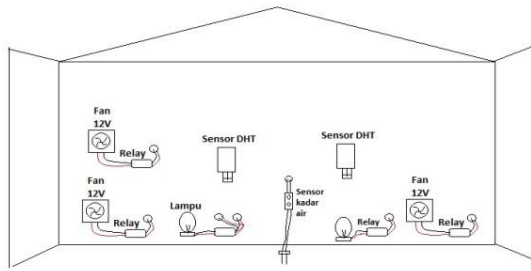 Fan
12V
Relay
Sensor DHT
Sensor DHT
Fan
12V
Relay
Lampu
Sensor
kadar
air
Relay
Fan
12V
Relay